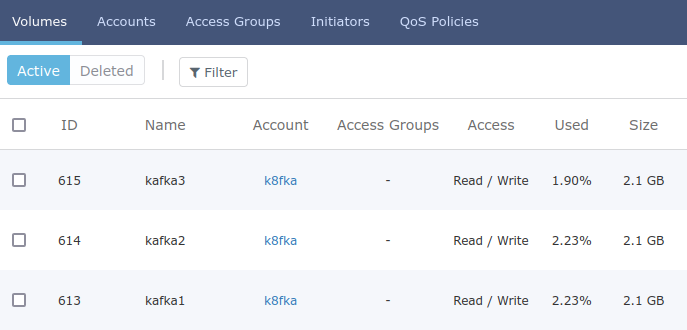 Volumes Accounts Access Groups Initiators QoS Policies
Active Deleted Filter
ID Name Account Access Groups Access Used Size
615 kafka3 k8fka - Read / Write 1.90% 2.1 GB
614 kafka2 k8fka - Read / Write 2.23% 2.1 GB
613 kafka1 k8fka - Read / Write 2.23% 2.1 GB